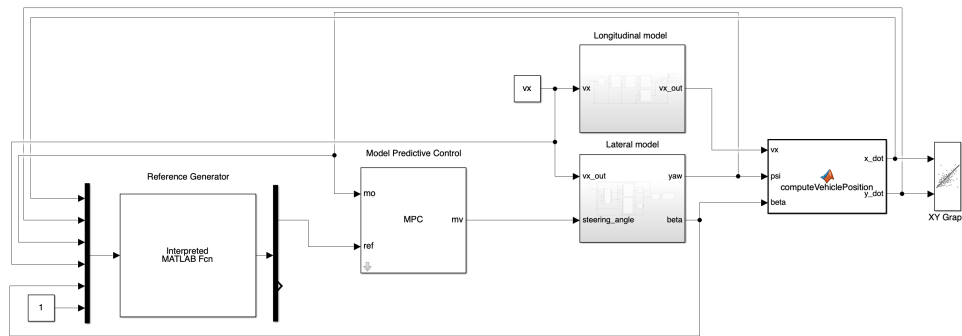 Longitudinal model
vx
vx
vx_out
Model Predictive Control
Lateral model
vx
x_dot
Reference Generator
mo
vx_out
yaw
psi
computeVehiclePosition
MPC
mv
steering_angle
beta
beta
y_dot
XY Grap
ref
Interpreted
MATLAB Fcn
1